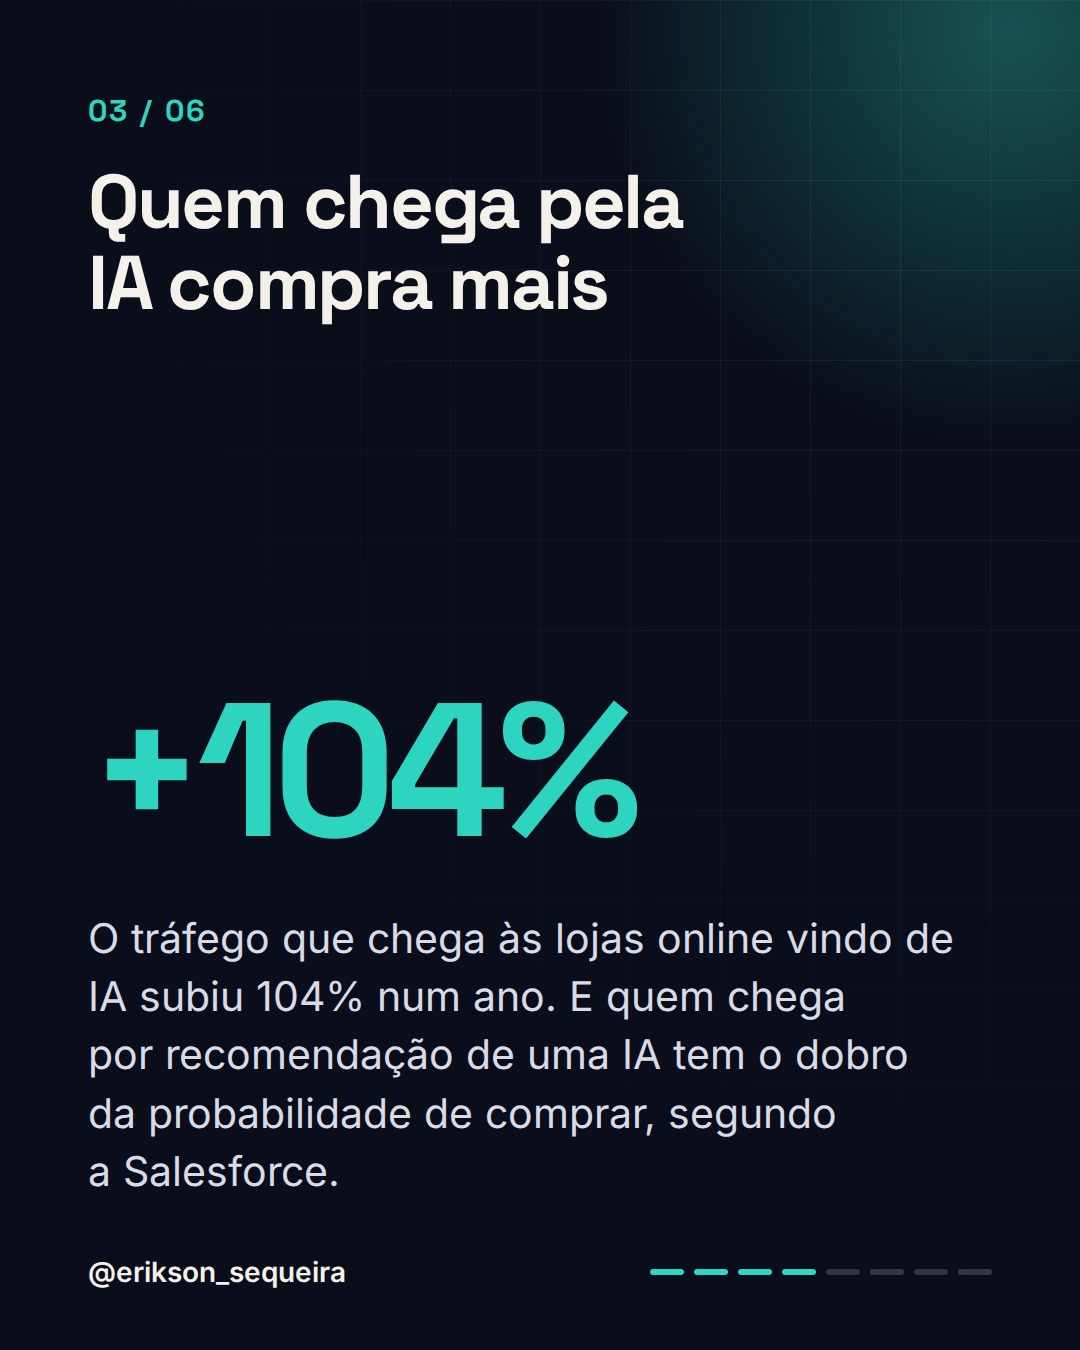 03 / 06
Quem chega pela
IA compra mais
+104%
O tráfego que chega às lojas online vindo de
IA subiu 104% num ano. E quem chega
por recomendação de uma IA tem o dobro
da probabilidade de comprar, segundo
a Salesforce.
@erikson_sequeira